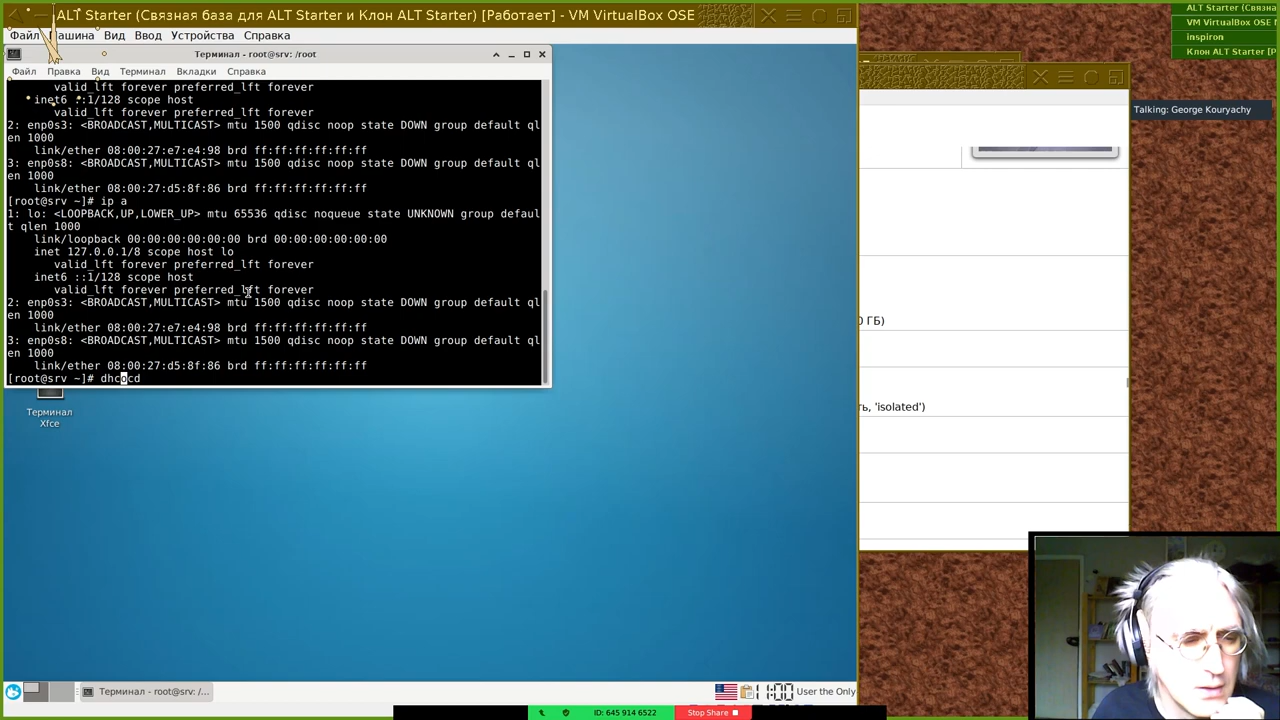 ALT Starter (Связная база для ALT Starter и Клон ALT Starter) [Работает] - VM VirtualBox OSE
Файл Машина Вид Ввод Устройства Справка
Терминал - root@srv: /root
Файл Правка Вид Терминал Вкладки Справка
valid_lft forever preferred_lft forever
inet6 ::1/128 scope host
valid_lft forever preferred_lft forever
2: enp0s3: <BROADCAST,MULTICAST> mtu 1500 qdisc noop state DOWN group default ql
en 1000
link/ether 08:00:27:e7:e4:98 brd ff:ff:ff:ff:ff:ff
3: enp0s8: <BROADCAST,MULTICAST> mtu 1500 qdisc noop state DOWN group default ql
en 1000
link/ether 08:00:27:d5:8f:86 brd ff:ff:ff:ff:ff:ff
[root@srv ~]# ip a
1: lo: <LOOPBACK,UP,LOWER_UP> mtu 65536 qdisc noqueue state UNKNOWN group defaul
t qlen 1000
link/loopback 00:00:00:00:00:00 brd 00:00:00:00:00:00
inet 127.0.0.1/8 scope host lo
valid_lft forever preferred_lft forever
inet6 ::1/128 scope host
valid_lft forever preferred_lft forever
2: enp0s3: <BROADCAST,MULTICAST> mtu 1500 qdisc noop state DOWN group default ql
en 1000
link/ether 08:00:27:e7:e4:98 brd ff:ff:ff:ff:ff:ff
3: enp0s8: <BROADCAST,MULTICAST> mtu 1500 qdisc noop state DOWN group default ql
en 1000
link/ether 08:00:27:d5:8f:86 brd ff:ff:ff:ff:ff:ff
[root@srv ~]# dhcocd
Терминал
Xfce
Терминал - root@srv: /...
User the Only
0 ГБ)
ть, 'isolated')
ALT Starter (Связна
VM VirtualBox OSE
inspiron
Клон ALT Starter [Р
Talking: George Kouryachy
ID: 645 914 6522
Stop Share